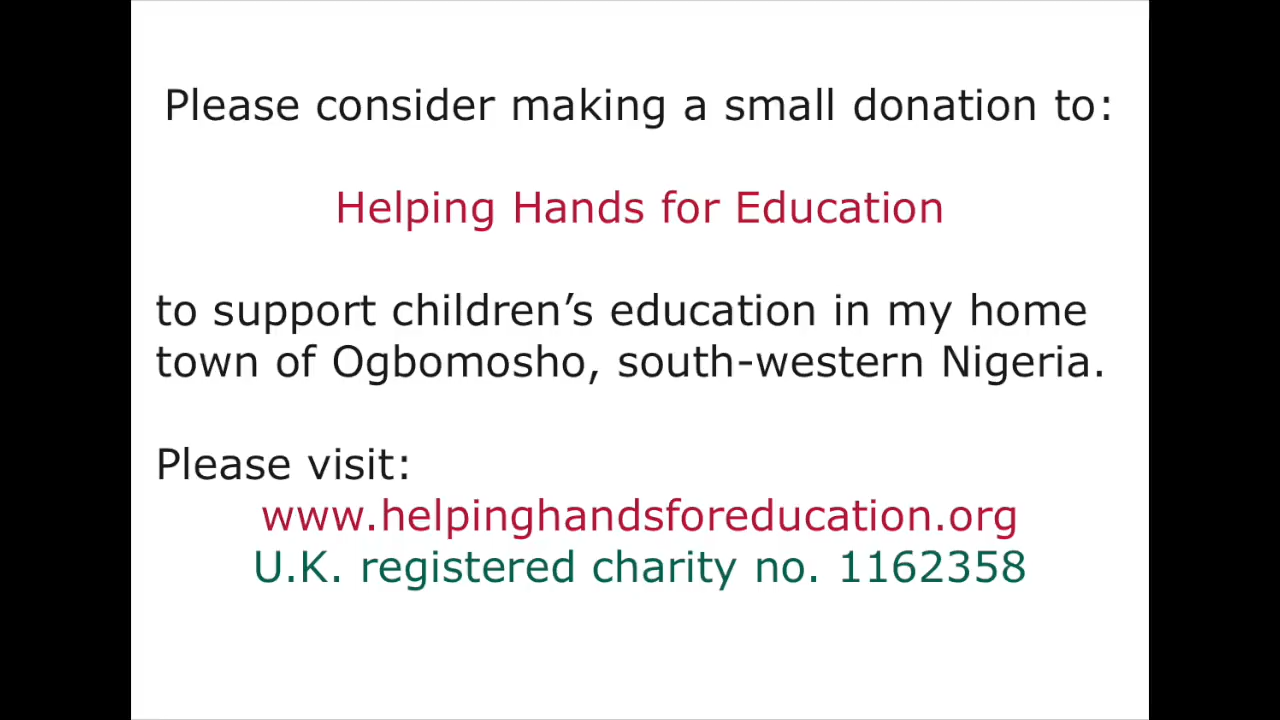 Please consider making a small donation to:
Helping Hands for Education
to support children’s education in my home
town of Ogbomosho, south-western Nigeria.
Please visit:
www.helpinghandsforeducation.org
U.K. registered charity no. 1162358